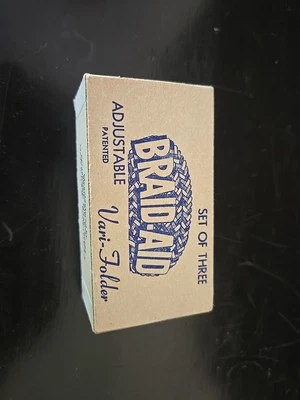 SET OF THREE
BRAID-AID
ADJUSTABLE
PATENTED
Vari-Folder